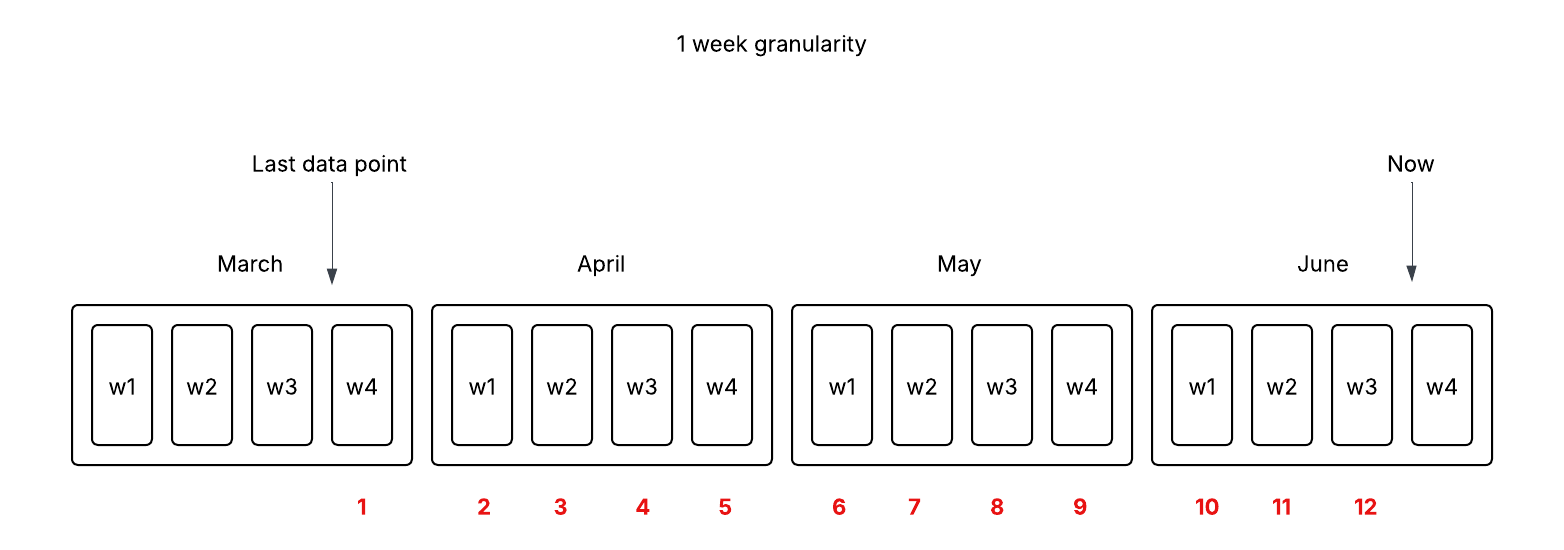 1 week granularity
Last data point
Now
March
April
May
June
w1 w2 w3 w4
w1 w2 w3 w4
w1 w2 w3 w4
w1 w2 w3 w4
1 2 3 4 5 6 7 8 9 10 11 12